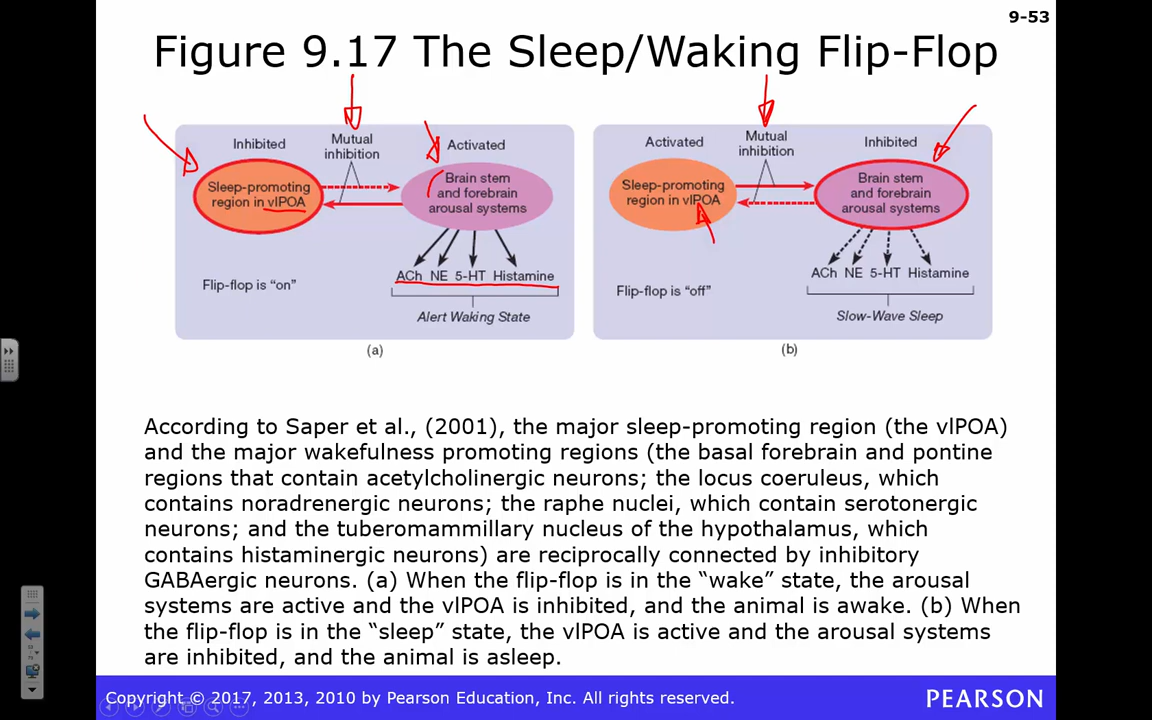 9-53
Figure 9.17 The Sleep/Waking Flip-Flop
Inhibited
Mutual
inhibition
Activated
Sleep-promoting
region in vlPOA
Brain stem
and forebrain
arousal systems
ACh NE 5-HT Histamine
Flip-flop is “on”
Alert Waking State
(a)
Activated
Mutual
inhibition
Inhibited
Sleep-promoting
region in vlPOA
Brain stem
and forebrain
arousal systems
ACh NE 5-HT Histamine
Flip-flop is “off”
Slow-Wave Sleep
(b)
According to Saper et al., (2001), the major sleep-promoting region (the vlPOA)
and the major wakefulness promoting regions (the basal forebrain and pontine
regions that contain acetylcholinergic neurons; the locus coeruleus, which
contains noradrenergic neurons; the raphe nuclei, which contain serotonergic
neurons; and the tuberomammillary nucleus of the hypothalamus, which
contains histaminergic neurons) are reciprocally connected by inhibitory
GABAergic neurons. (a) When the flip-flop is in the “wake” state, the arousal
systems are active and the vlPOA is inhibited, and the animal is awake. (b) When
the flip-flop is in the “sleep” state, the vlPOA is active and the arousal systems
are inhibited, and the animal is asleep.
Copyright © 2017, 2013, 2010 by Pearson Education, Inc. All rights reserved.
PEARSON